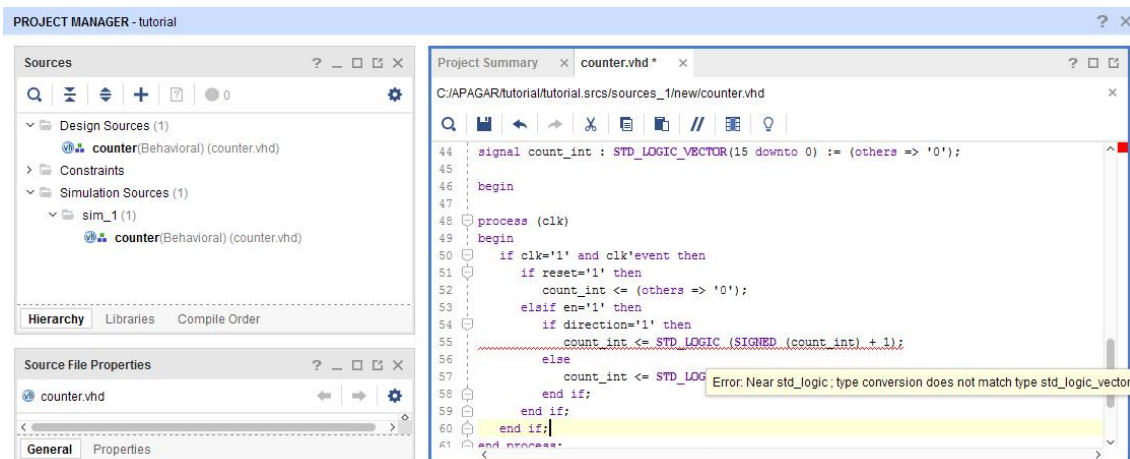 PROJECT MANAGER - tutorial
Sources
0
Design Sources (1)
counter(Behavioral) (counter.vhd)
Constraints
Simulation Sources (1)
sim_1 (1)
counter(Behavioral) (counter.vhd)
Hierarchy Libraries Compile Order
Source File Properties
counter.vhd
General Properties
Project Summary counter.vhd *
C:/APAGAR/tutorial/tutorial.srcs/sources_1/new/counter.vhd
44 signal count_int : STD_LOGIC_VECTOR(15 downto 0) := (others => '0');
45
46 begin
47
48 process (clk)
49 begin
50 if clk='1' and clk'event then
51 if reset='1' then
52 count_int <= (others => '0');
53 elsif en='1' then
54 if direction='1' then
55 count_int <= STD_LOGIC (SIGNED (count_int) + 1);
56 else
57 count_int <= STD_LOG
Error: Near std_logic ; type conversion does not match type std_logic_vector
58 end if;
59 end if;
60 end if;
61 end process;